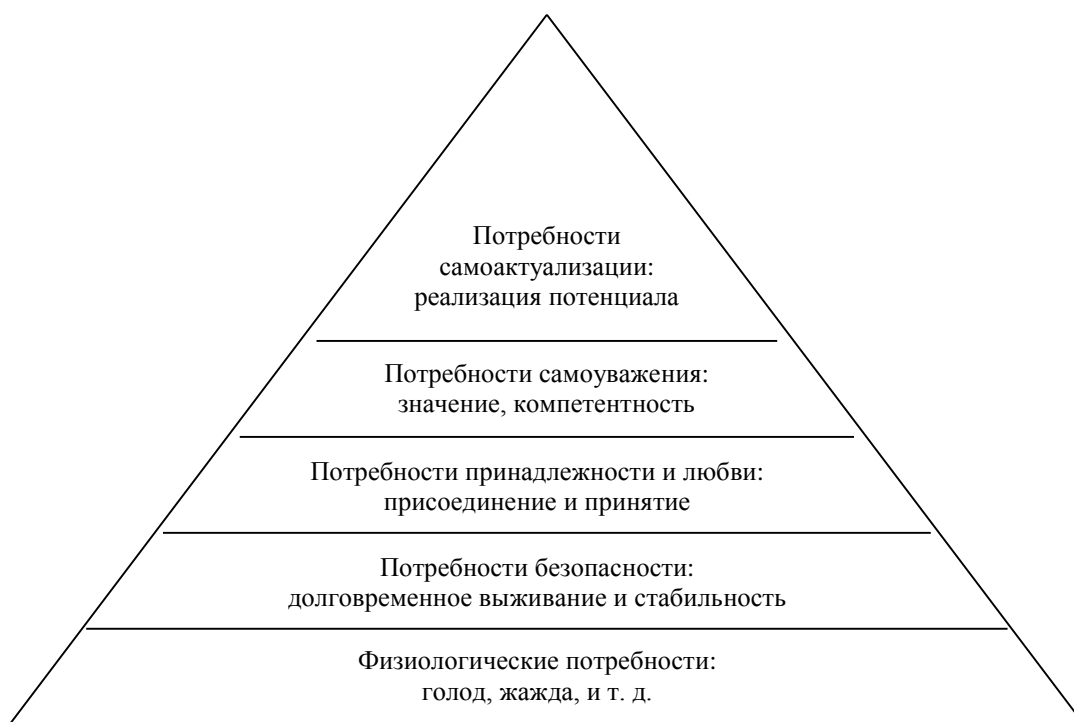 Потребности
самоактуализации:
реализация потенциала
Потребности самоуважения:
значение, компетентность
Потребности принадлежности и любви:
присоединение и принятие
Потребности безопасности:
долговременное выживание и стабильность
Физиологические потребности:
голод, жажда, и т. д.